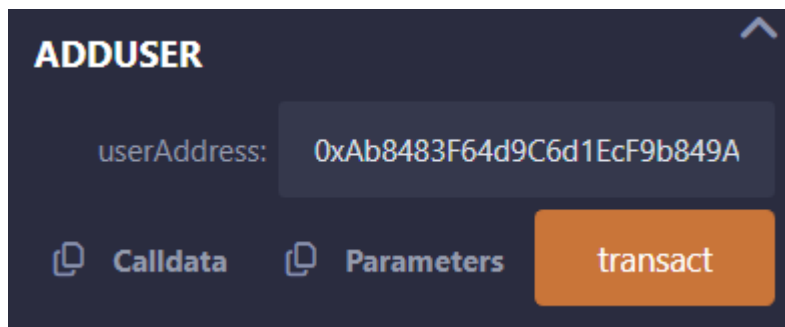 ADDUSER
userAddress: 0xAb8483F64d9C6d1EcF9b849A
Calldata Parameters transact